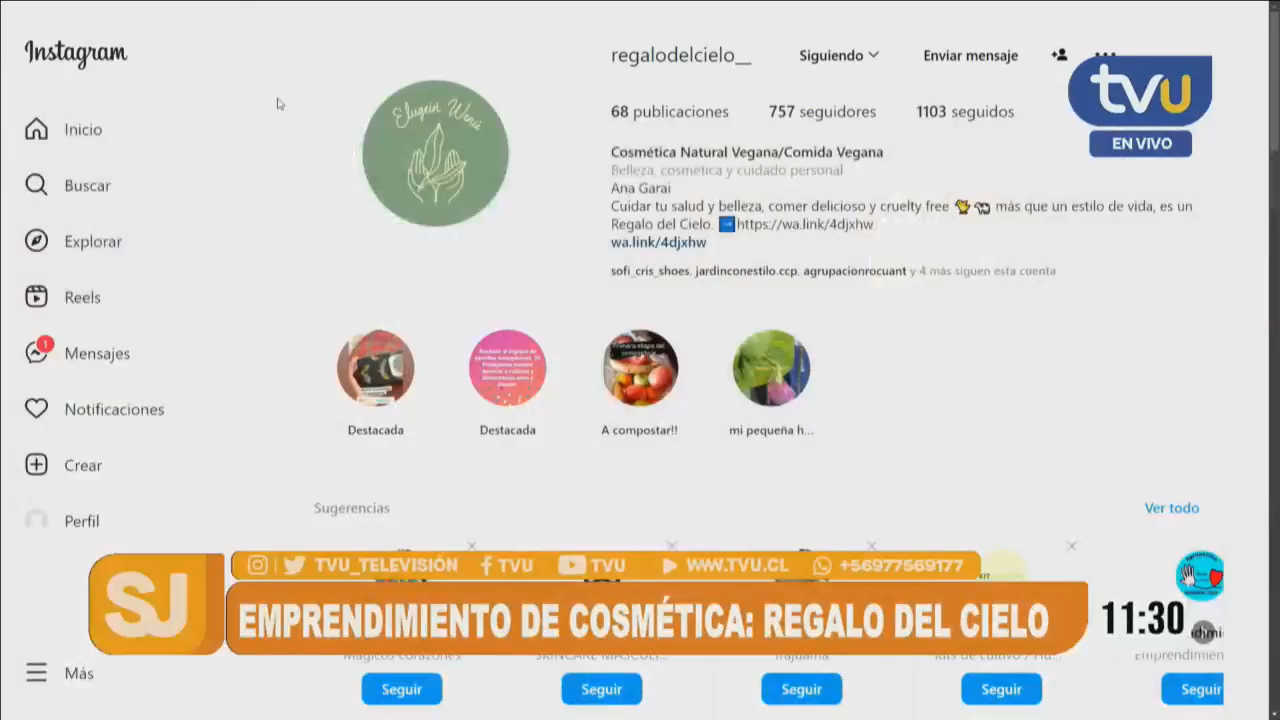 Instagram
Inicio
Buscar
Explorar
Reels
1
Mensajes
Notificaciones
Crear
Perfil
Más
Elugein Wenü
regalodelcielo__
Siguiendo
Enviar mensaje
68 publicaciones
757 seguidores
1103 seguidos
Cosmética Natural Vegana/Comida Vegana
Belleza, cosmética y cuidado personal
Ana Garai
Cuidar tu salud y belleza, comer delicioso y cruelty free 🐓🐄 más que un estilo de vida, es un
Regalo del Cielo. ➡️https://wa.link/4djxhw
wa.link/4djxhw
sofi_cris_shoes, jardinconestilo.ccp, agrupacionrocuant y 4 más siguen esta cuenta
tvu
EN VIVO
Destacada
Destacada
A compostar!!
mi pequeña h...
Sugerencias
Ver todo
TVU_TELEVISIÓN
TVU
TVU
WWW.TVU.CL
+56977569177
SJ
EMPRENDIMIENTO DE COSMÉTICA: REGALO DEL CIELO
11:30
Seguir
Seguir
Seguir
Seguir
Seguir